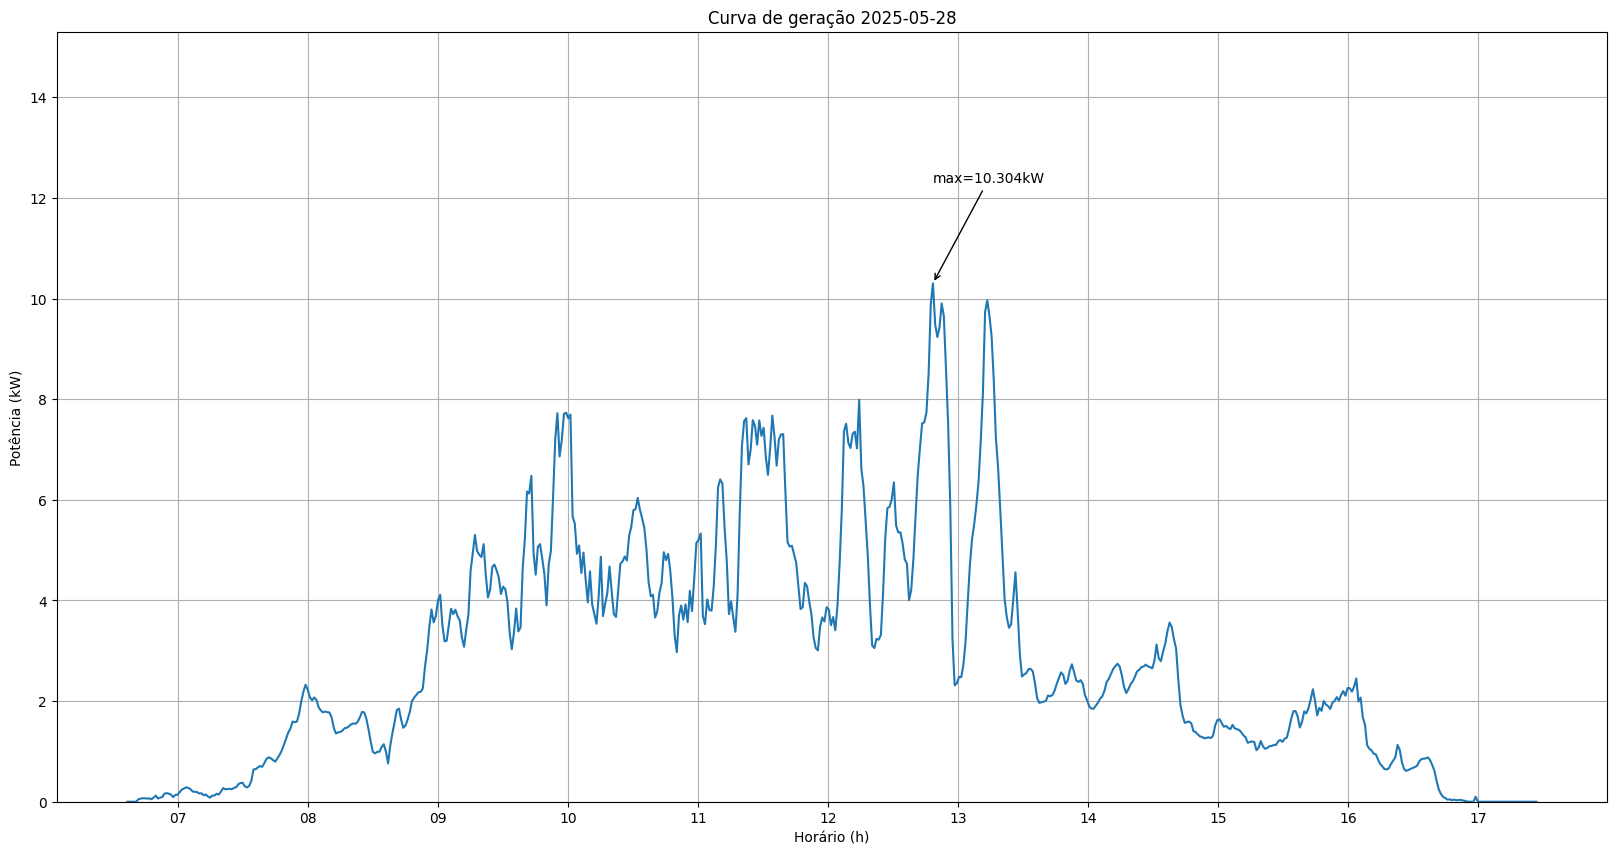 Curva de geração 2025-05-28
14
12
10
8
6
4
2
0
Potência (kW)
max=10.304kW
07 08 09 10 11 12 13 14 15 16 17
Horário (h)